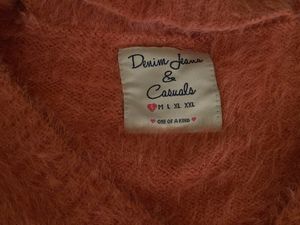 Denim Jeans
&
Casuals
S M L XL XXL
ONE OF A KIND